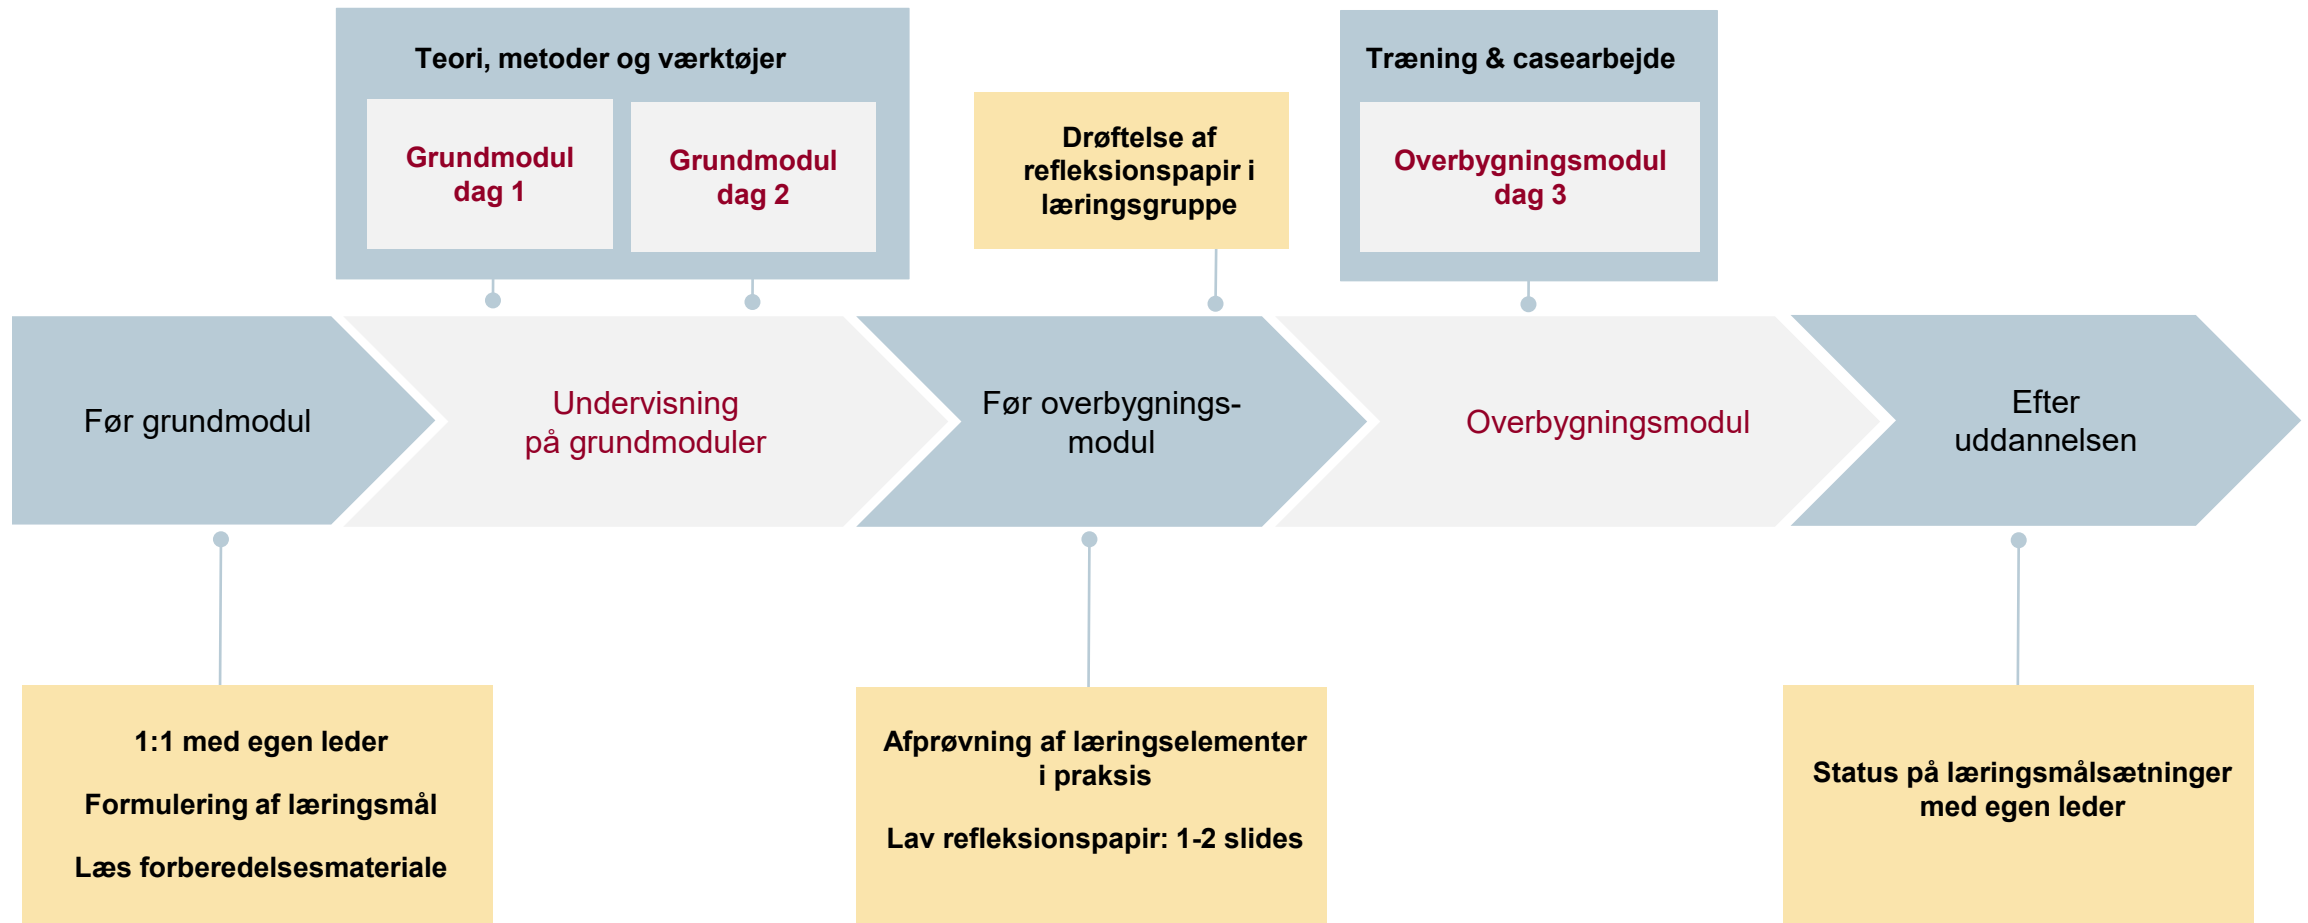 Teori, metoder og værktøjer
Grundmodul
dag 1
Grundmodul
dag 2
Drøftelse af
refleksionspapir i
læringsgruppe
Træning & casearbejde
Overbygningsmodul
dag 3
Før grundmodul
Undervisning
på grundmoduler
Før overbygnings-
modul
Overbygningsmodul
Efter
uddannelsen
1:1 med egen leder
Formulering af læringsmål
Læs forberedelsesmateriale
Afprøvning af læringselementer
i praksis
Lav refleksionspapir: 1-2 slides
Status på læringsmålsætninger
med egen leder